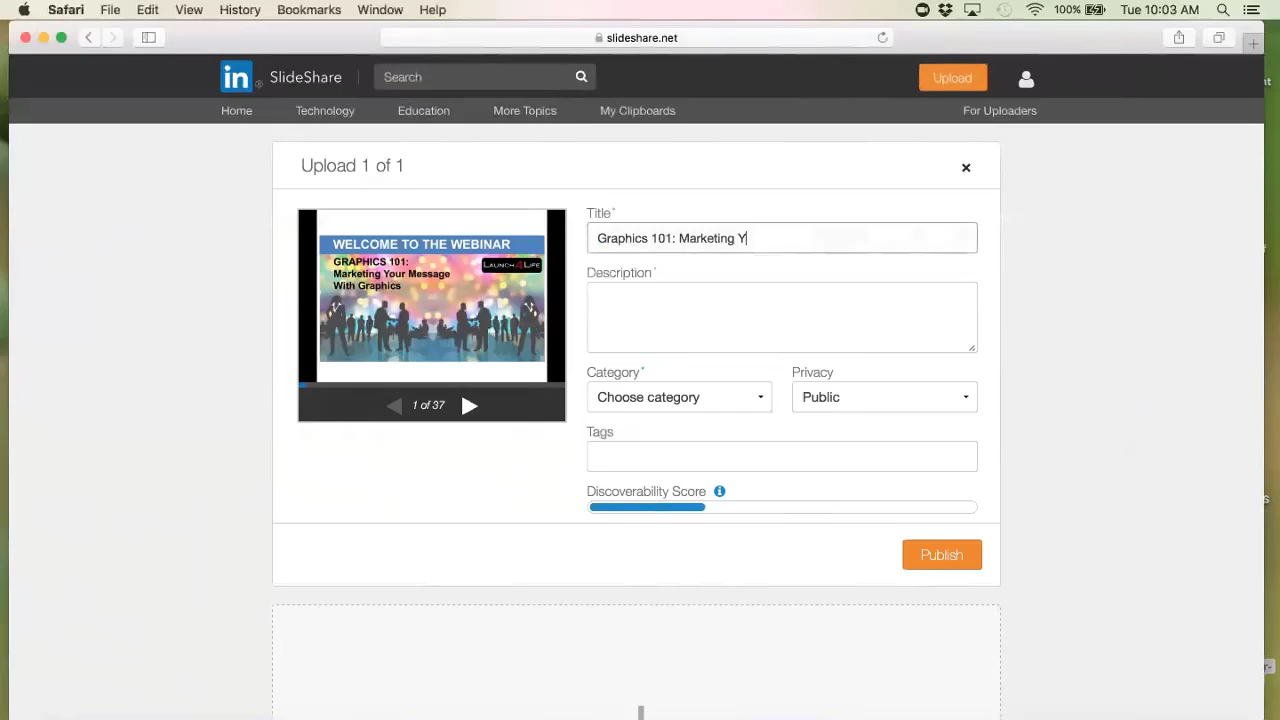 Safari File Edit View History Bookmarks Window Help 100% Tue 10:03 AM
slideshare.net
in SlideShare Search Upload
Home Technology Education More Topics My Clipboards For Uploaders
Upload 1 of 1
Title*
Graphics 101: Marketing Y
WELCOME TO THE WEBINAR
GRAPHICS 101:
Marketing Your Message
With Graphics
LAUNCH4LIFE
1 of 37
Description*
Category* Privacy
Choose category Public
Tags
Discoverability Score
Publish